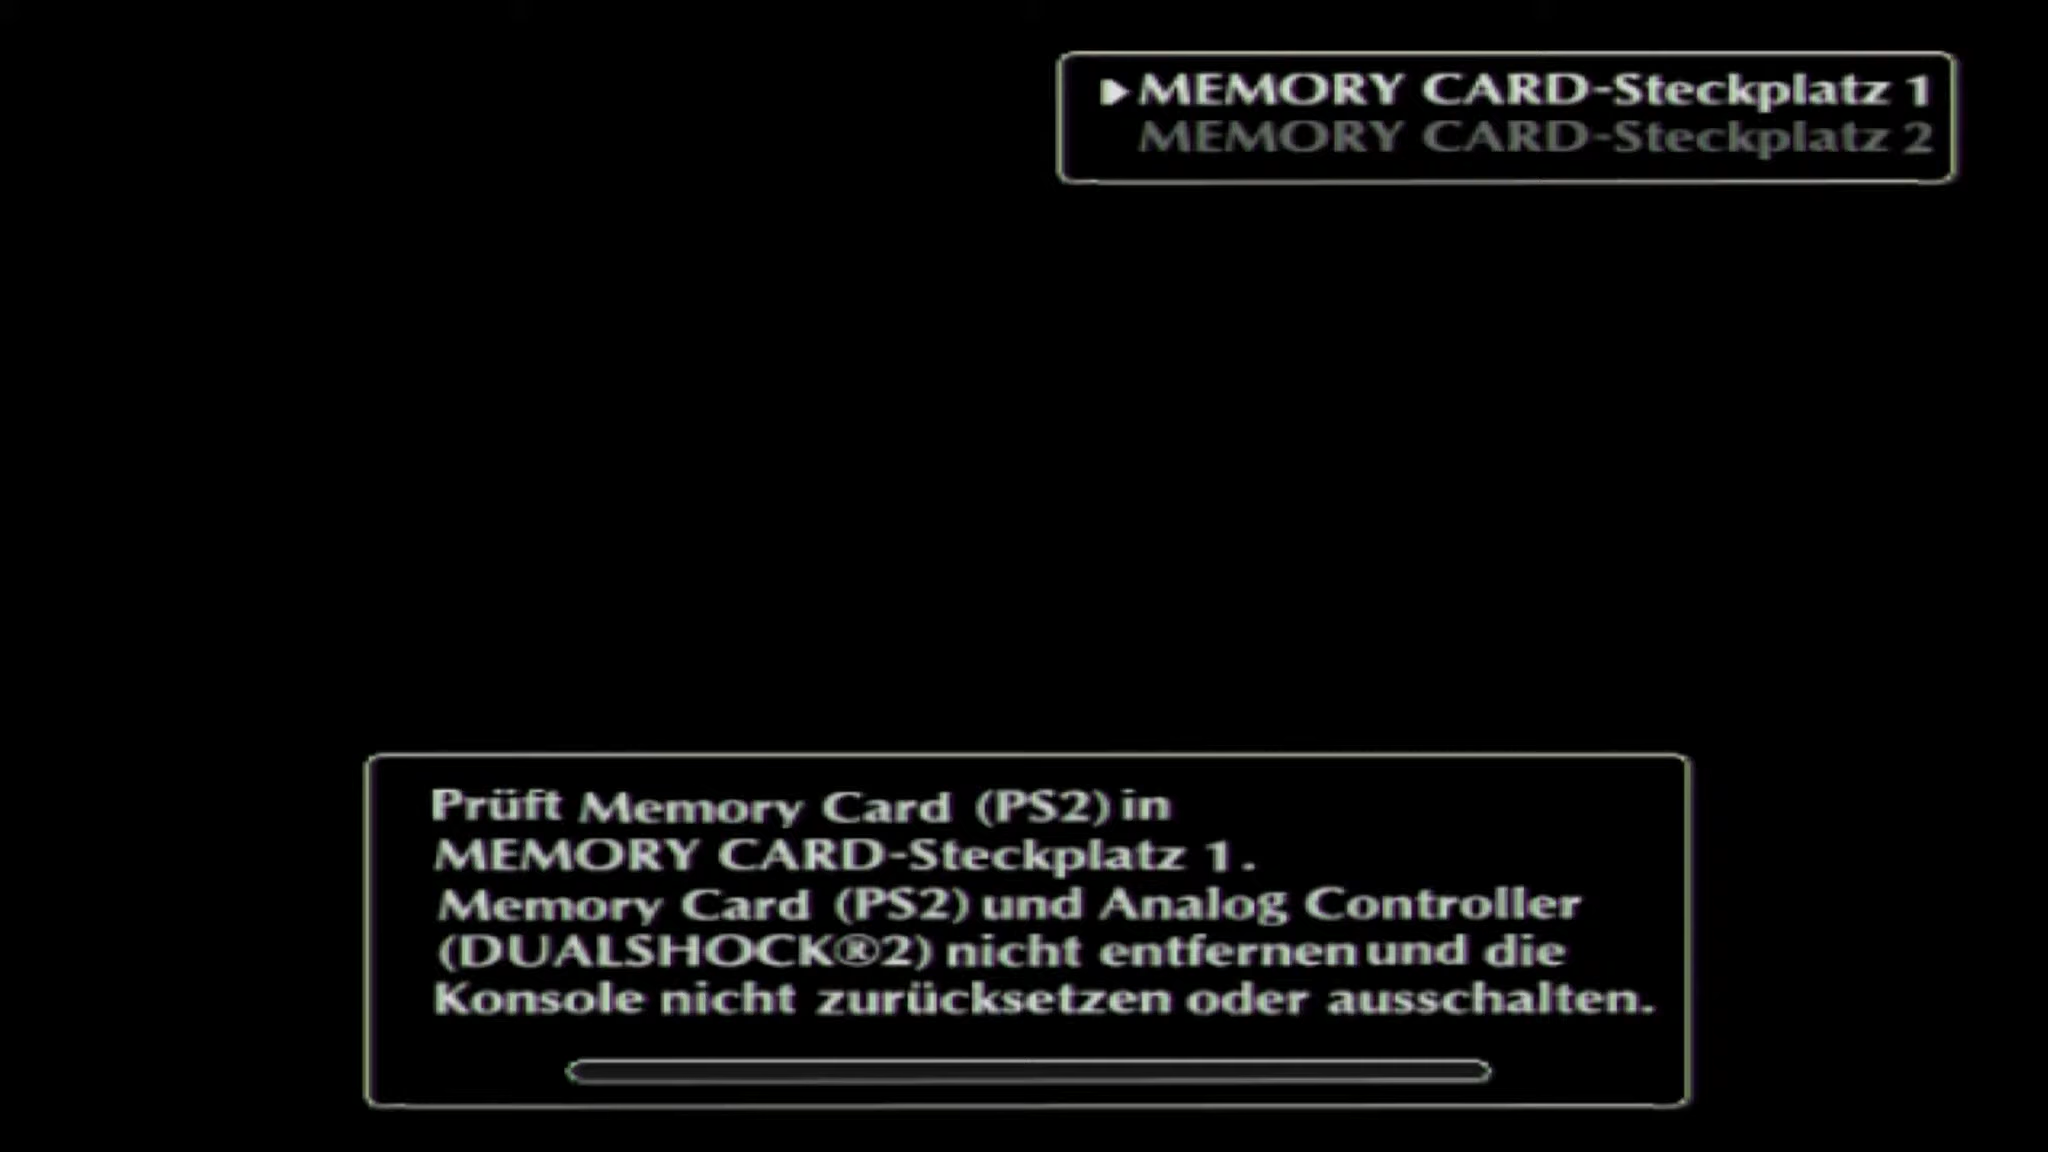 MEMORY CARD-Steckplatz 1
MEMORY CARD-Steckplatz 2
Prüft Memory Card (PS2) in
MEMORY CARD-Steckplatz 1.
Memory Card (PS2) und Analog Controller
(DUALSHOCK®2) nicht entfernen und die
Konsole nicht zurücksetzen oder ausschalten.